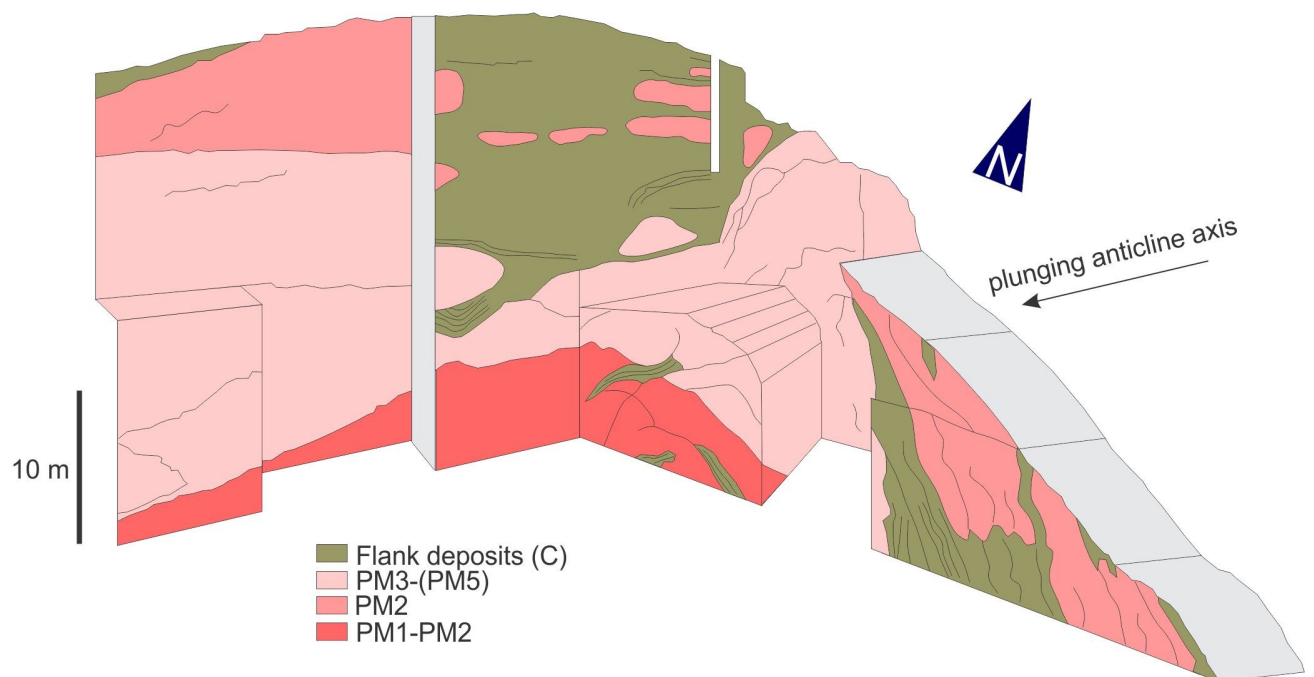 N
plunging anticline axis
10 m
Flank deposits (C)
PM3-(PM5)
PM2
PM1-PM2